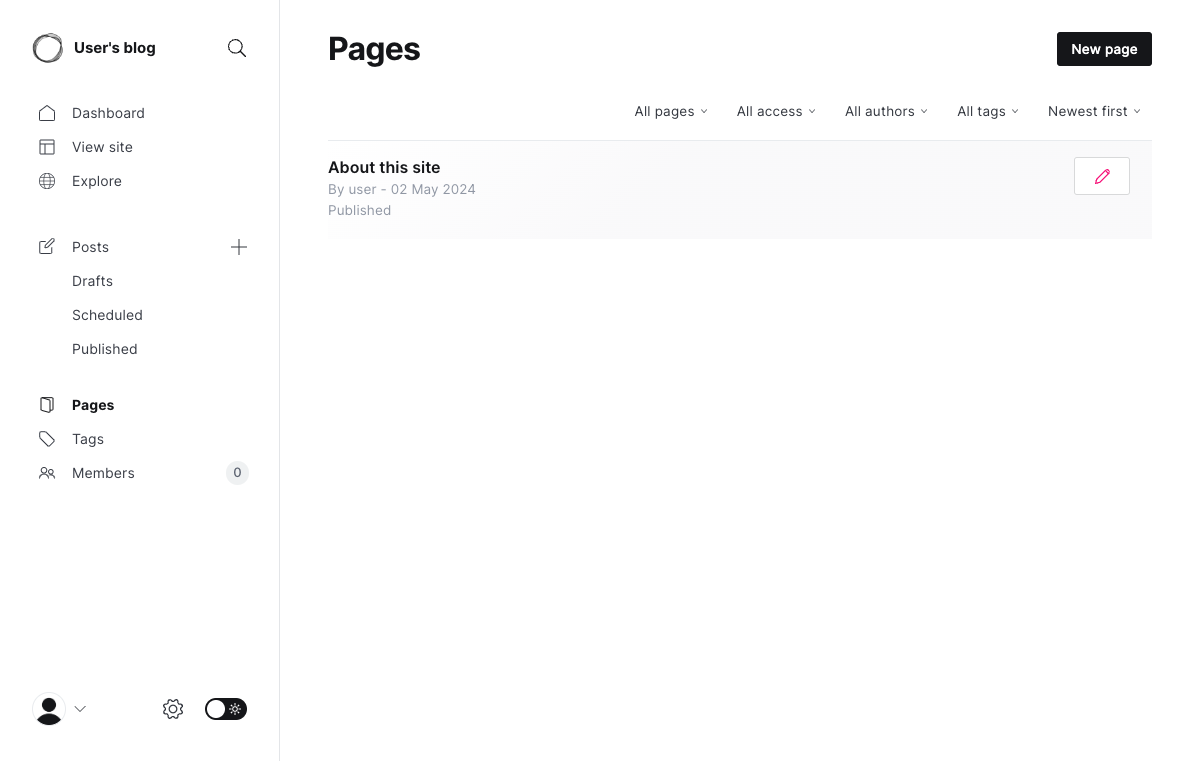 User's blog
Dashboard
View site
Explore
Posts
Drafts
Scheduled
Published
Pages
Tags
Members 0
Pages
New page
All pages All access All authors All tags Newest first
About this site
By user - 02 May 2024
Published